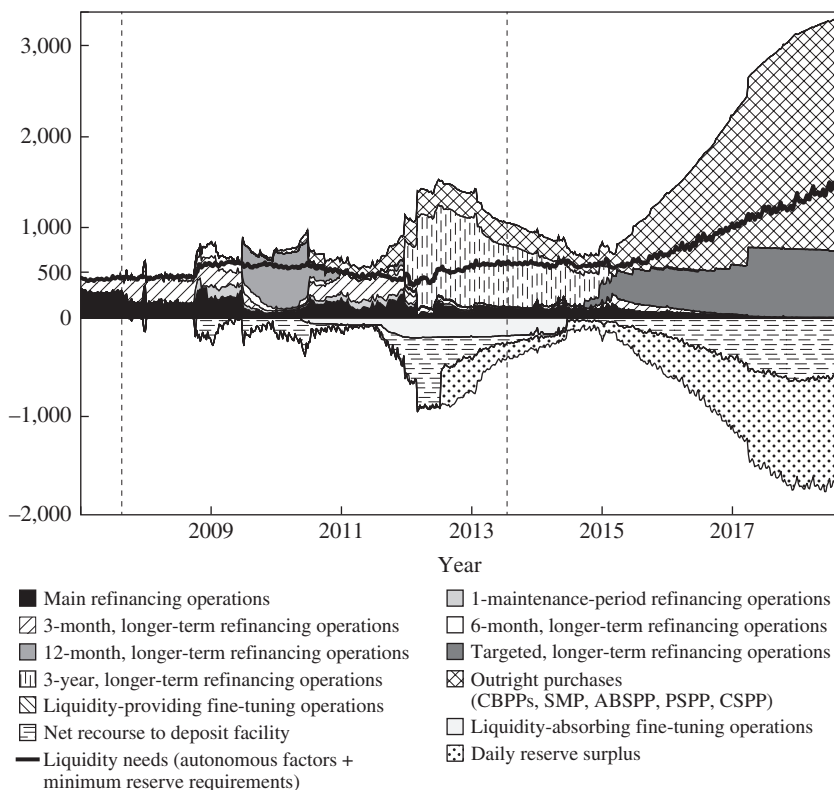 3,000
2,000
1,000
500
0
–1,000
–2,000
2009 2011 2013 2015 2017
Year
Main refinancing operations
3-month, longer-term refinancing operations
12-month, longer-term refinancing operations
3-year, longer-term refinancing operations
Liquidity-providing fine-tuning operations
Net recourse to deposit facility
Liquidity needs (autonomous factors +
minimum reserve requirements)
1-maintenance-period refinancing operations
6-month, longer-term refinancing operations
Targeted, longer-term refinancing operations
Outright purchases
(CBPPs, SMP, ABSPP, PSPP, CSPP)
Liquidity-absorbing fine-tuning operations
Daily reserve surplus